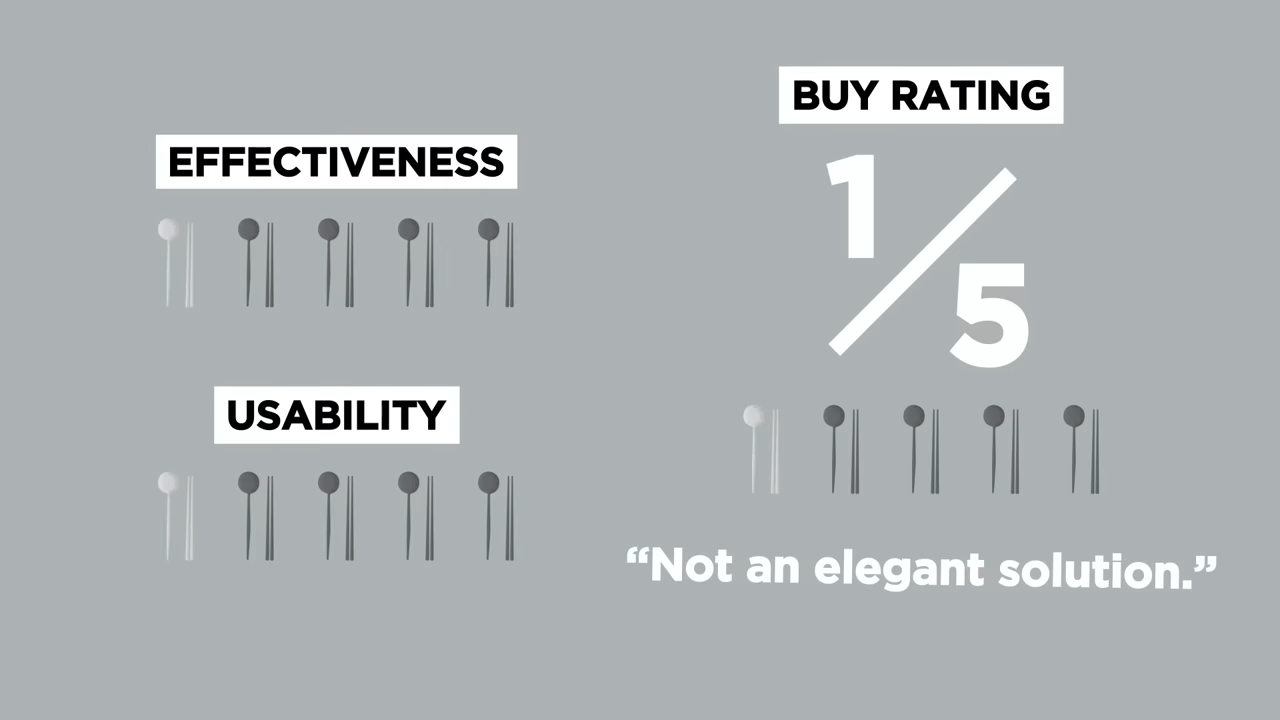 EFFECTIVENESS
USABILITY
BUY RATING
1/5
“Not an elegant solution.”